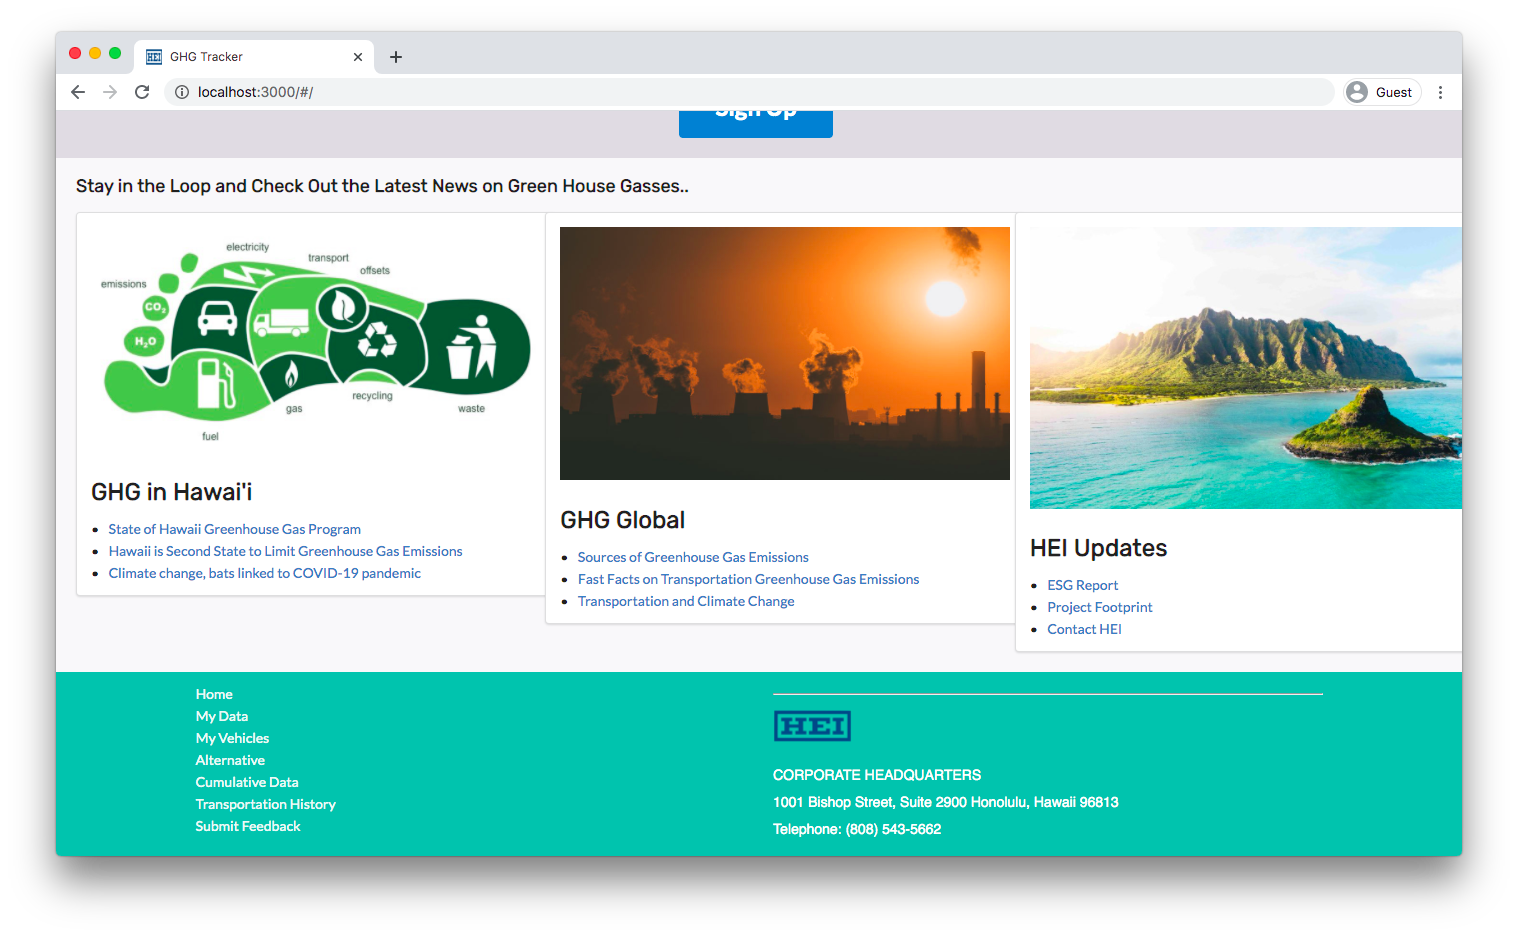 GHG Tracker
localhost:3000/#/
Guest
Sign Up
Stay in the Loop and Check Out the Latest News on Green House Gasses..
electricity
transport
offsets
emissions
CO2
H2O
gas
recycling
waste
fuel
GHG in Hawai'i
State of Hawaii Greenhouse Gas Program
Hawaii is Second State to Limit Greenhouse Gas Emissions
Climate change, bats linked to COVID-19 pandemic
GHG Global
Sources of Greenhouse Gas Emissions
Fast Facts on Transportation Greenhouse Gas Emissions
Transportation and Climate Change
HEI Updates
ESG Report
Project Footprint
Contact HEI
Home
My Data
My Vehicles
Alternative
Cumulative Data
Transportation History
Submit Feedback
HEI
CORPORATE HEADQUARTERS
1001 Bishop Street, Suite 2900 Honolulu, Hawaii 96813
Telephone: (808) 543-5662